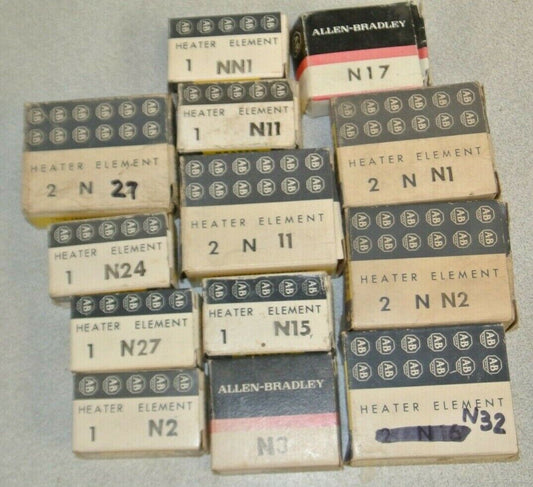 HEATER ELEMENT
1 NN1
ALLEN-BRADLEY
N17
HEATER ELEMENT
1 N11
HEATER ELEMENT
2 N 27
HEATER ELEMENT
2 N 11
HEATER ELEMENT
2 N N1
HEATER ELEMENT
1 N24
HEATER ELEMENT
2 N N2
HEATER ELEMENT
1 N27
HEATER ELEMENT
1 N15
HEATER ELEMENT
1 N2
ALLEN-BRADLEY
N3
HEATER ELEMENT
2 N 6 N32